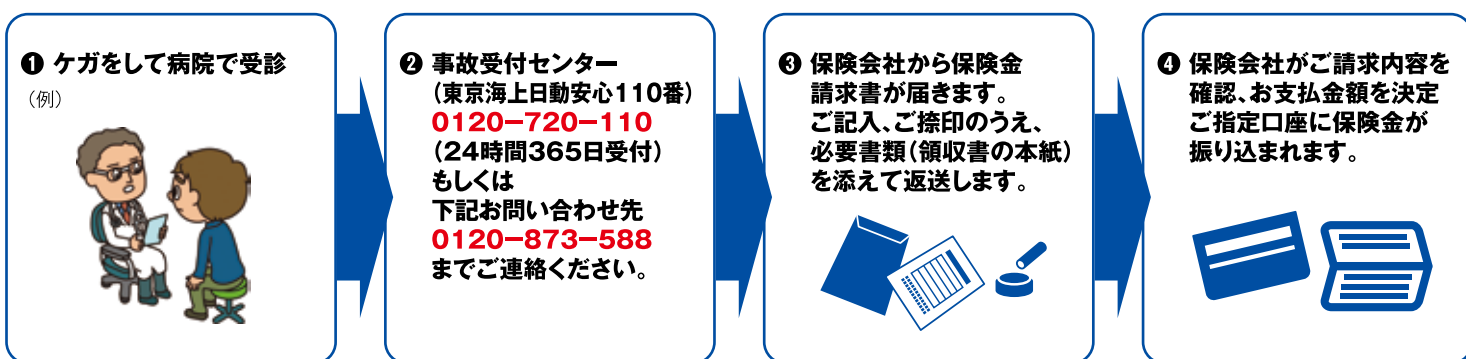 ❶ ケガをして病院で受診
（例）
❷ 事故受付センター
（東京海上日動安心110番）
0120−720−110
（24時間365日受付）
もしくは
下記お問い合わせ先
0120−873−588
までご連絡ください。
❸ 保険会社から保険金
請求書が届きます。
ご記入、ご捺印のうえ、
必要書類（領収書の本紙）
を添えて返送します。
❹ 保険会社がご請求内容を
確認、お支払金額を決定
ご指定口座に保険金が
振り込まれます。